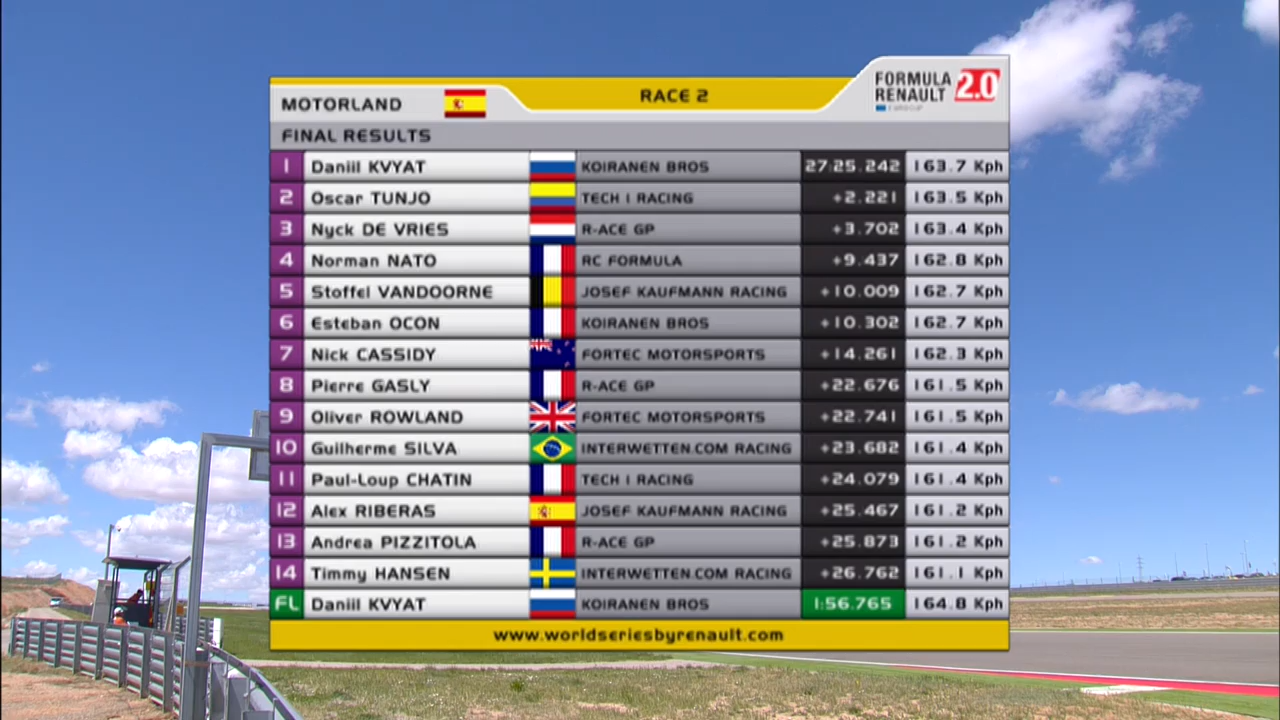 MOTORLAND RACE 2 FORMULA RENAULT 2.0
FINAL RESULTS
1 Daniil KVYAT KOIRANEN BROS 27:25.242 163.7 Kph
2 Oscar TUNJO TECH 1 RACING +2.221 163.5 Kph
3 Nyck DE VRIES R-ACE GP +3.702 163.4 Kph
4 Norman NATO RC FORMULA +9.437 162.8 Kph
5 Stoffel VANDOORNE JOSEF KAUFMANN RACING +10.009 162.7 Kph
6 Esteban OCON KOIRANEN BROS +10.302 162.7 Kph
7 Nick CASSIDY FORTEC MOTORSPORTS +14.261 162.3 Kph
8 Pierre GASLY R-ACE GP +22.676 161.5 Kph
9 Oliver ROWLAND FORTEC MOTORSPORTS +22.741 161.5 Kph
10 Guilherme SILVA INTERWETTEN.COM RACING +23.682 161.4 Kph
11 Paul-Loup CHATIN TECH 1 RACING +24.079 161.4 Kph
12 Alex RIBERAS JOSEF KAUFMANN RACING +25.467 161.2 Kph
13 Andrea PIZZITOLA R-ACE GP +25.873 161.2 Kph
14 Timmy HANSEN INTERWETTEN.COM RACING +26.762 161.1 Kph
FL Daniil KVYAT KOIRANEN BROS 1:56.765 164.8 Kph
www.worldseriesbyrenault.com